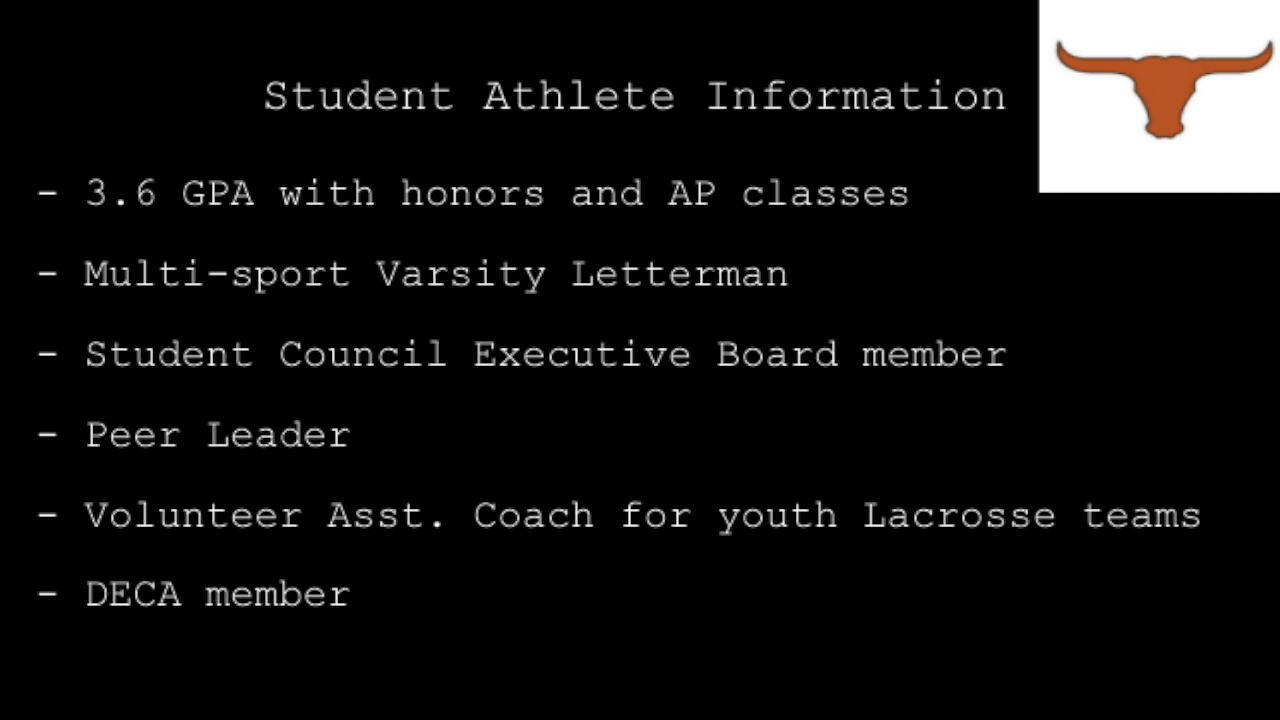 Student Athlete Information
- 3.6 GPA with honors and AP classes
- Multi-sport Varsity Letterman
- Student Council Executive Board member
- Peer Leader
- Volunteer Asst. Coach for youth Lacrosse teams
- DECA member